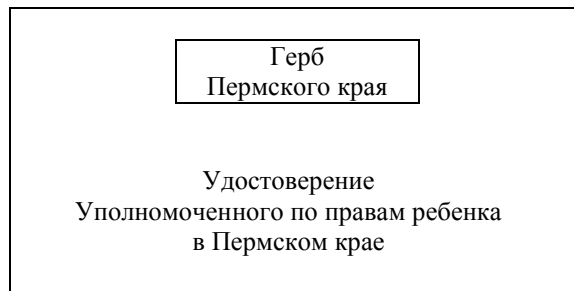 Герб
Пермского края
Удостоверение
Уполномоченного по правам ребенка
в Пермском крае